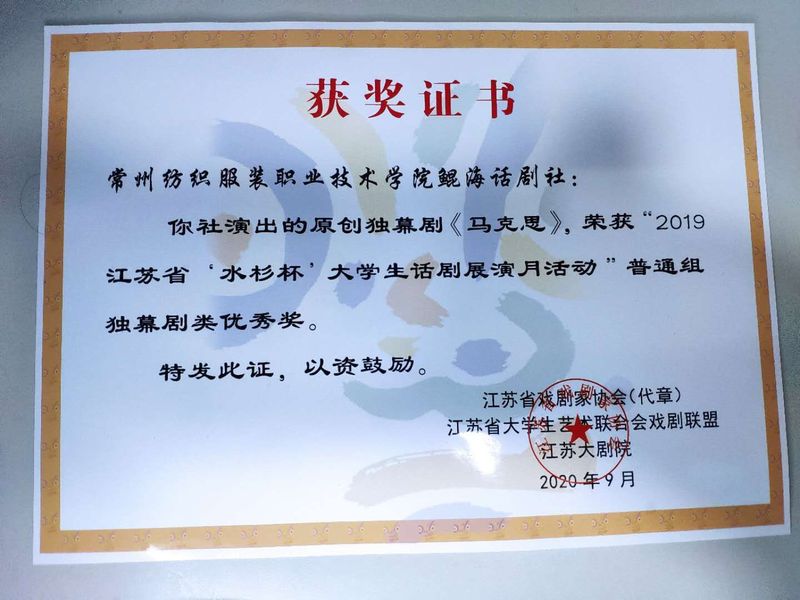 获奖证书
常州纺织服装职业技术学院鲲海话剧社：
你社演出的原创独幕剧《马克思》，荣获“2019
江苏省‘水杉杯’大学生话剧展演月活动”普通组
独幕剧类优秀奖。
特发此证，以资鼓励。
江苏省戏剧家协会（代章）
江苏省大学生艺术联合会戏剧联盟
江苏大剧院
2020年9月